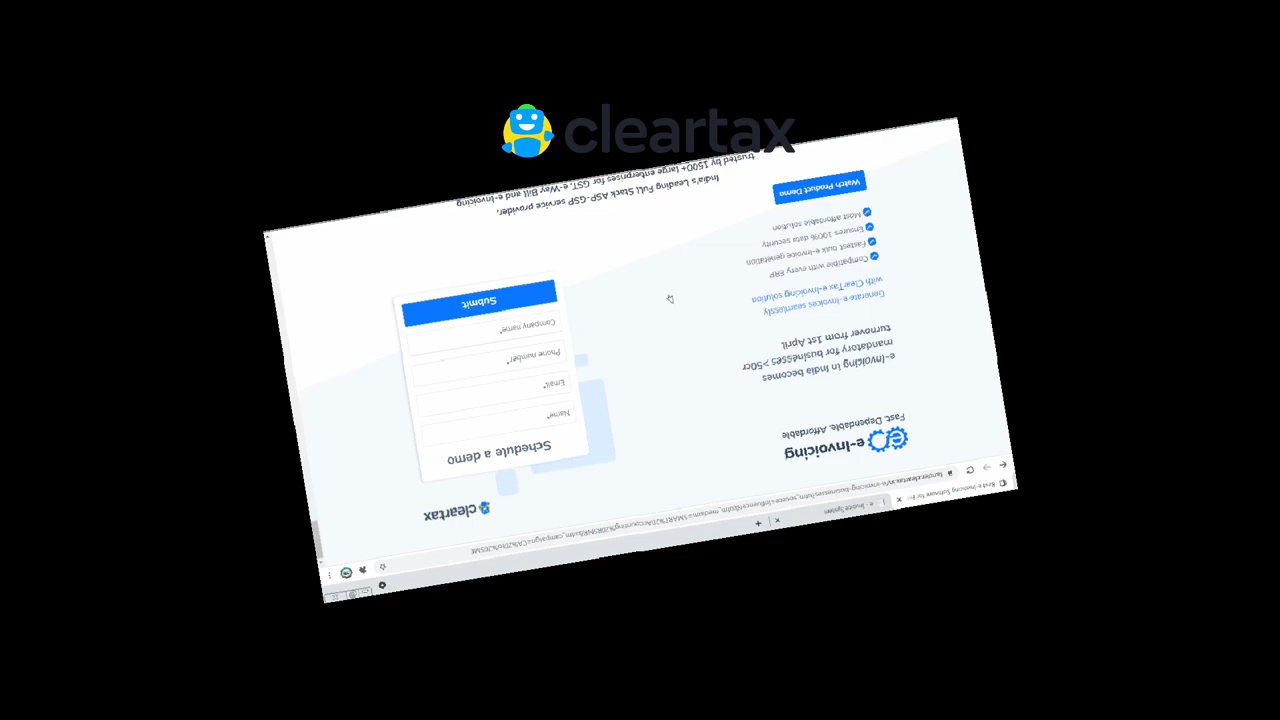 cleartax
e - Invoice System
cleartax
e-Invoicing
Fast. Dependable. Affordable
e-Invoicing in India becomes
mandatory for businesses >50cr
turnover from 1st April
Generate e-Invoices seamlessly
with ClearTax e-Invoicing solution
Compatible with every ERP
Fastest bulk e-Invoice generation
Ensures 100% data security
Most affordable solution
Watch Product Demo
Schedule a demo
Name*
Email*
Phone number*
Company name*
Submit
India's Leading Full Stack ASP-GSP service provider,
trusted by 1500+ large enterprises for GST, e-Way Bill and e-Invoicing